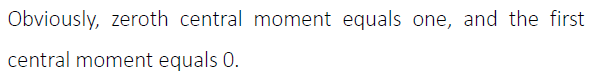 Obviously, zeroth central moment equals one, and the first
central moment equals 0.